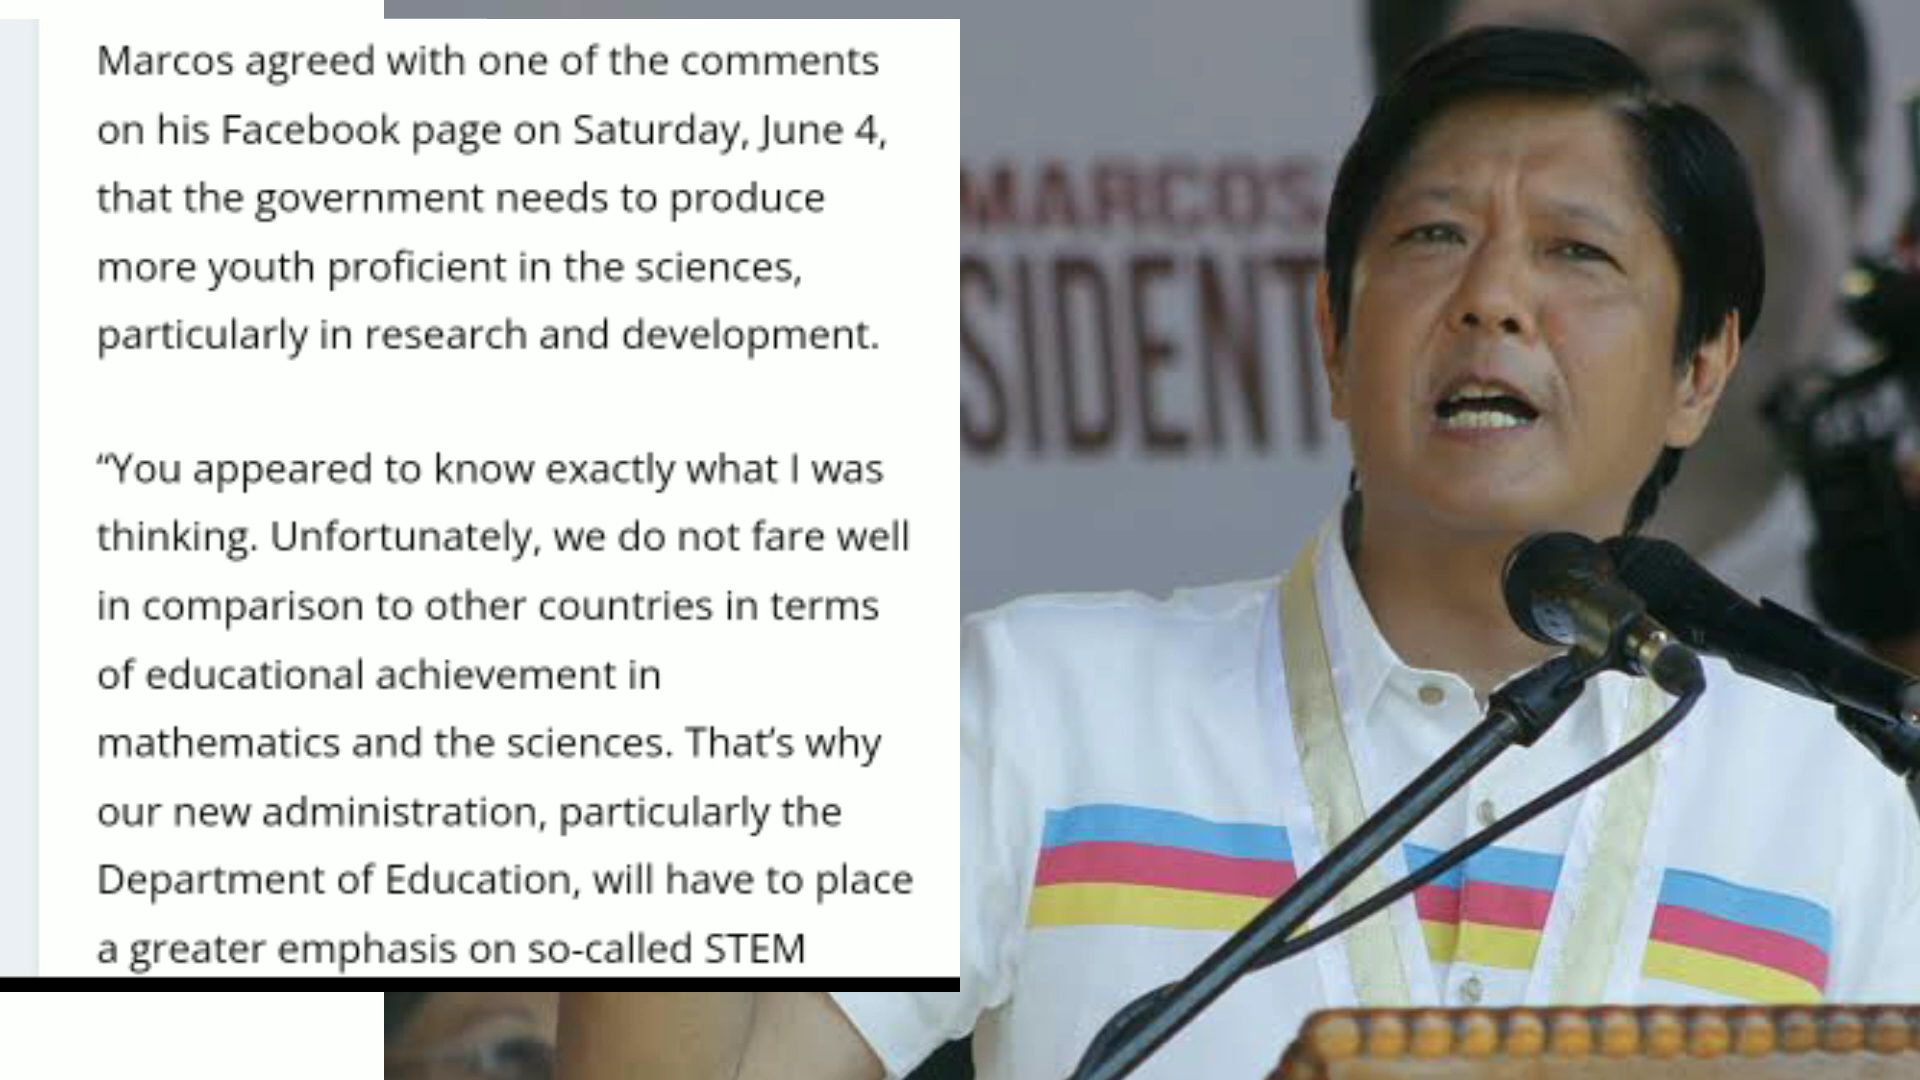 Marcos agreed with one of the comments
on his Facebook page on Saturday, June 4,
that the government needs to produce
more youth proficient in the sciences,
particularly in research and development.
“You appeared to know exactly what I was
thinking. Unfortunately, we do not fare well
in comparison to other countries in terms
of educational achievement in
mathematics and the sciences. That’s why
our new administration, particularly the
Department of Education, will have to place
a greater emphasis on so-called STEM
MARCOS
SIDENT